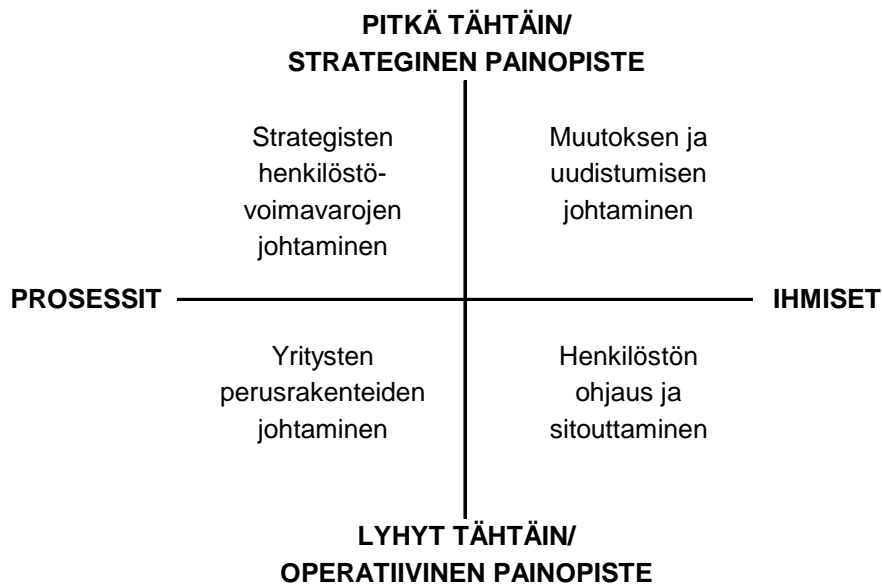 PITKÄ TÄHTÄIN/
STRATEGINEN PAINOPISTE
Strategisten
henkilöstö-
voimavarojen
johtaminen
Muutoksen ja
uudistumisen
johtaminen
PROSESSIT
IHMISET
Yritysten
perusrakenteiden
johtaminen
Henkilöstön
ohjaus ja
sitouttaminen
LYHYT TÄHTÄIN/
OPERATIIVINEN PAINOPISTE